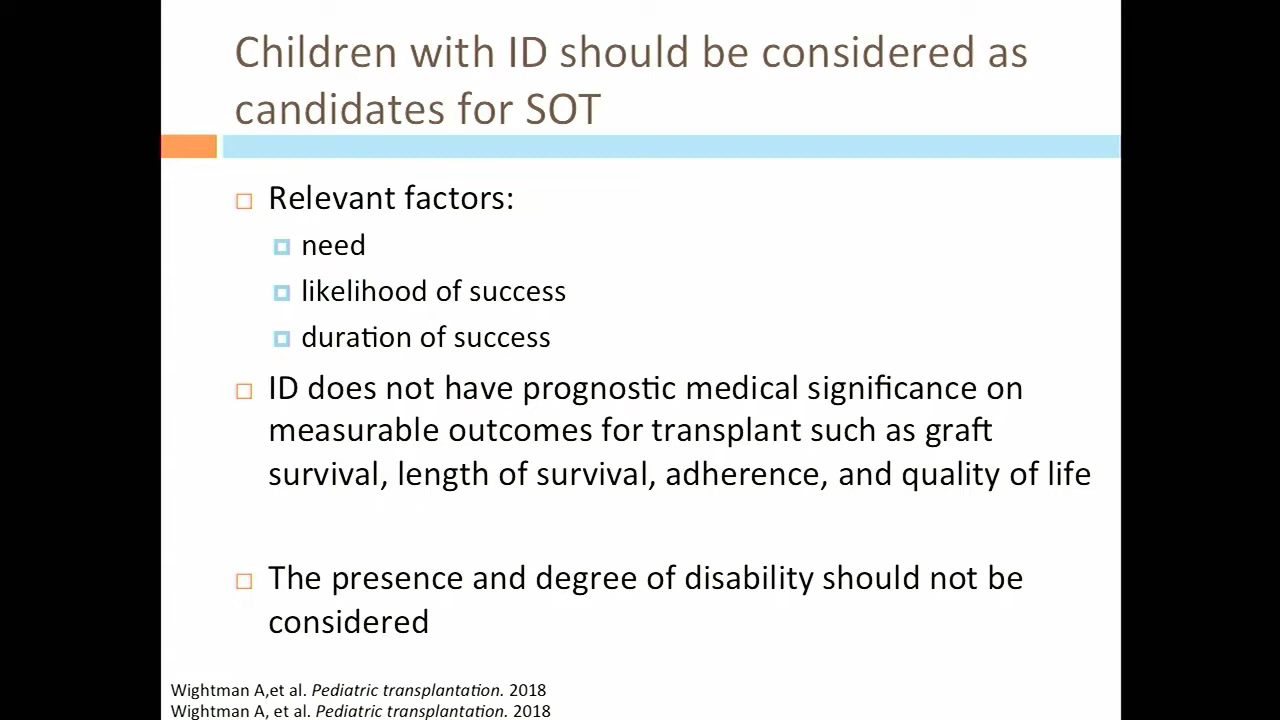 Children with ID should be considered as
candidates for SOT
Relevant factors:
need
likelihood of success
duration of success
ID does not have prognostic medical significance on
measurable outcomes for transplant such as graft
survival, length of survival, adherence, and quality of life
The presence and degree of disability should not be
considered
Wightman A,et al. Pediatric transplantation. 2018
Wightman A, et al. Pediatric transplantation. 2018